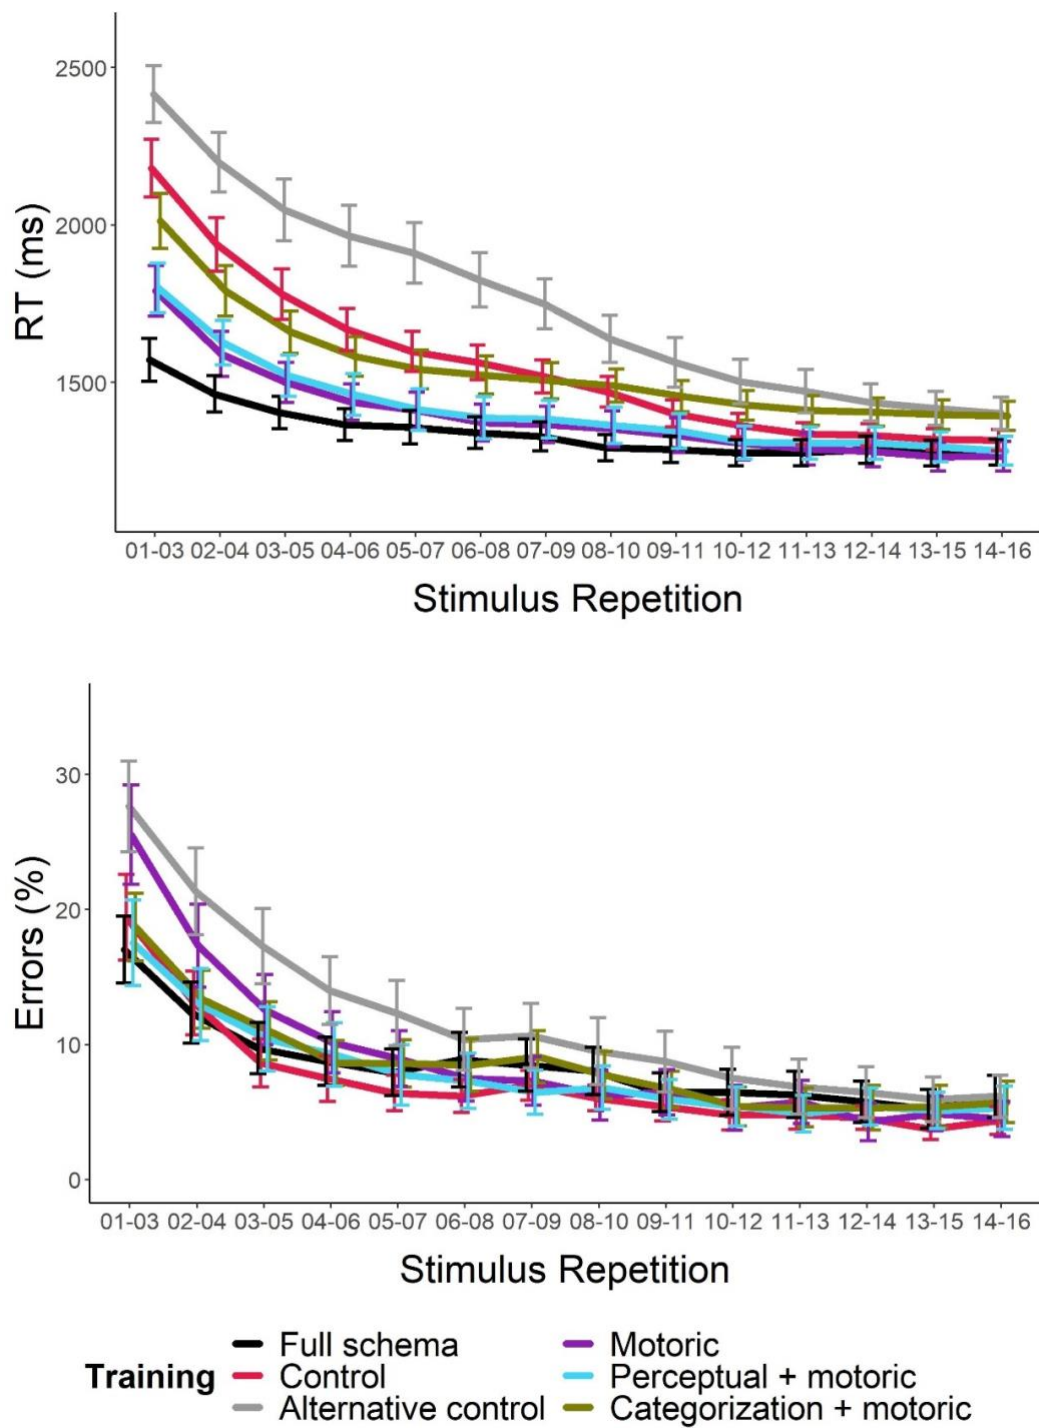 2500
2000
1500
RT (ms)
01-03 02-04 03-05 04-06 05-07 06-08 07-09 08-10 09-11 10-12 11-13 12-14 13-15 14-16
Stimulus Repetition
30
20
10
0
Errors (%)
01-03 02-04 03-05 04-06 05-07 06-08 07-09 08-10 09-11 10-12 11-13 12-14 13-15 14-16
Stimulus Repetition
Training
Full schema
Control
Alternative control
Motoric
Perceptual + motoric
Categorization + motoric